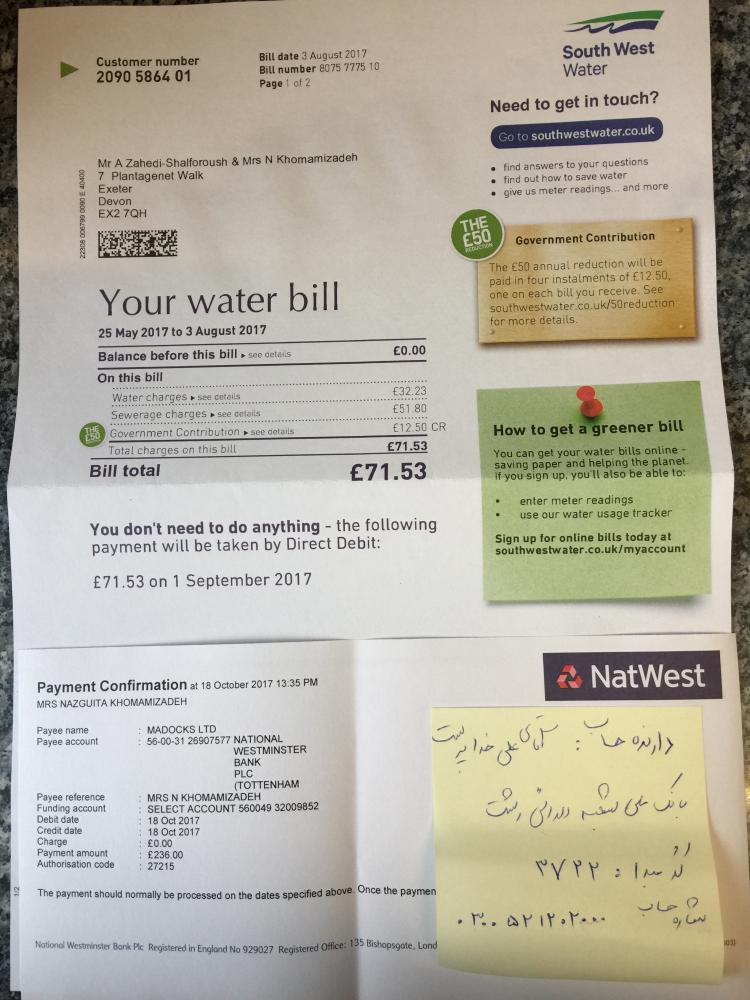 Customer number
2090 5864 01
Bill date 3 August 2017
Bill number 8075 7775 10
Page 1 of 2
South West
Water
Need to get in touch?
Go to southwestwater.co.uk
• find answers to your questions
• find out how to save water
• give us meter readings... and more
Mr A Zahedi-Shalforoush & Mrs N Khomamizadeh
7 Plantagenet Walk
Exeter
Devon
EX2 7QH
22308 006799 0090 E 40400
THE
£50
REDUCTION
Government Contribution
The £50 annual reduction will be
paid in four instalments of £12.50,
one on each bill you receive. See
southwestwater.co.uk/50reduction
for more details.
Your water bill
25 May 2017 to 3 August 2017
Balance before this bill ▸ see details £0.00
On this bill
Water charges ▸ see details £32.23
Sewerage charges ▸ see details £51.80
THE
£50
Government Contribution ▸ see details £12.50 CR
Total charges on this bill £71.53
Bill total £71.53
How to get a greener bill
You can get your water bills online -
saving paper and helping the planet.
If you sign up, you'll also be able to:
• enter meter readings
• use our water usage tracker
Sign up for online bills today at
southwestwater.co.uk/myaccount
You don't need to do anything - the following
payment will be taken by Direct Debit:
£71.53 on 1 September 2017
NatWest
Payment Confirmation at 18 October 2017 13:35 PM
MRS NAZGUITA KHOMAMIZADEH
Payee name : MADOCKS LTD
Payee account : 56-00-31 26907577 NATIONAL
WESTMINSTER
BANK
PLC
(TOTTENHAM
Payee reference : MRS N KHOMAMIZADEH
Funding account : SELECT ACCOUNT 560049 32009852
Debit date : 18 Oct 2017
Credit date : 18 Oct 2017
Charge : £0.00
Payment amount : £236.00
Authorisation code : 27215
The payment should normally be processed on the dates specified above. Once the paymen
1/2
National Westminster Bank Plc Registered in England No 929027 Registered Office: 135 Bishopsgate, Lond
دارنده حساب : آقای علی خدا
بانک ملی شعبه رشت
کد مبدا : ۳۷۲۲
شماره حساب
۰۳۰۰۵۲۱۲۰۲۰۰۰